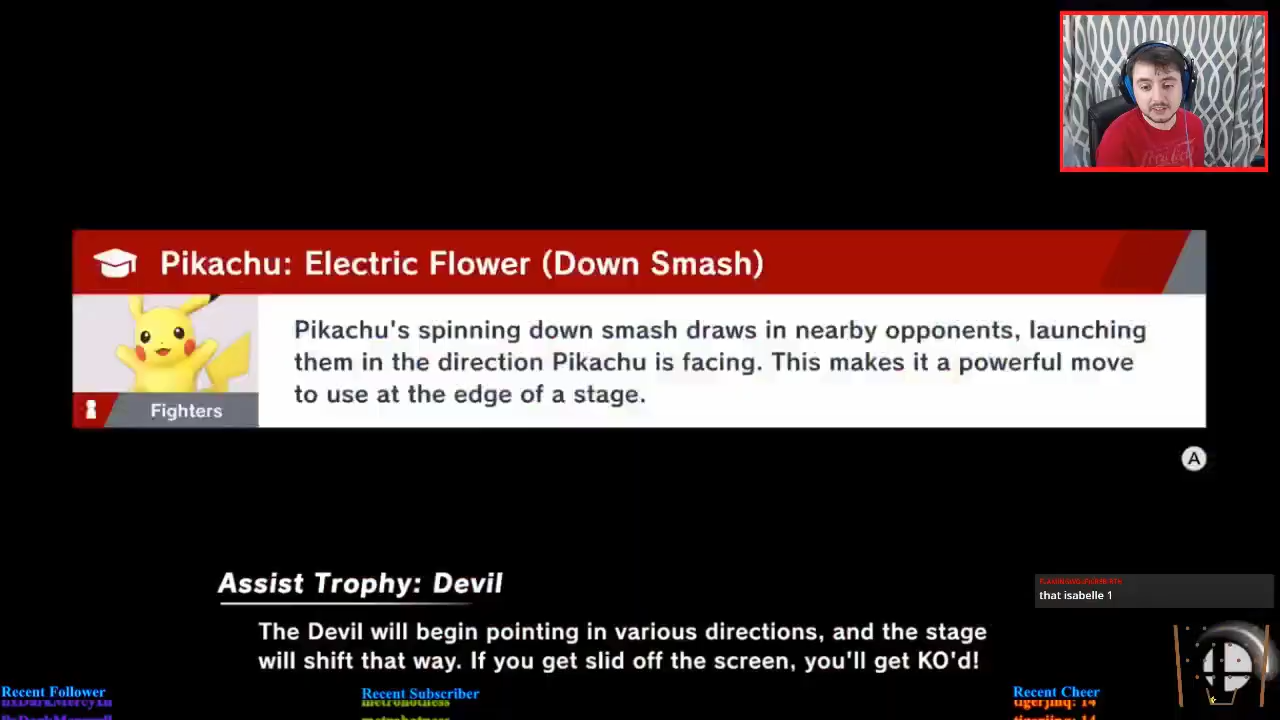 Pikachu: Electric Flower (Down Smash)
Pikachu's spinning down smash draws in nearby opponents, launching
them in the direction Pikachu is facing. This makes it a powerful move
to use at the edge of a stage.
Fighters
A
Assist Trophy: Devil
The Devil will begin pointing in various directions, and the stage
will shift that way. If you get slid off the screen, you'll get KO'd!
that isabelle 1
Recent Follower
Recent Subscriber
metrohotness
Recent Cheer
tigerjinq: 14